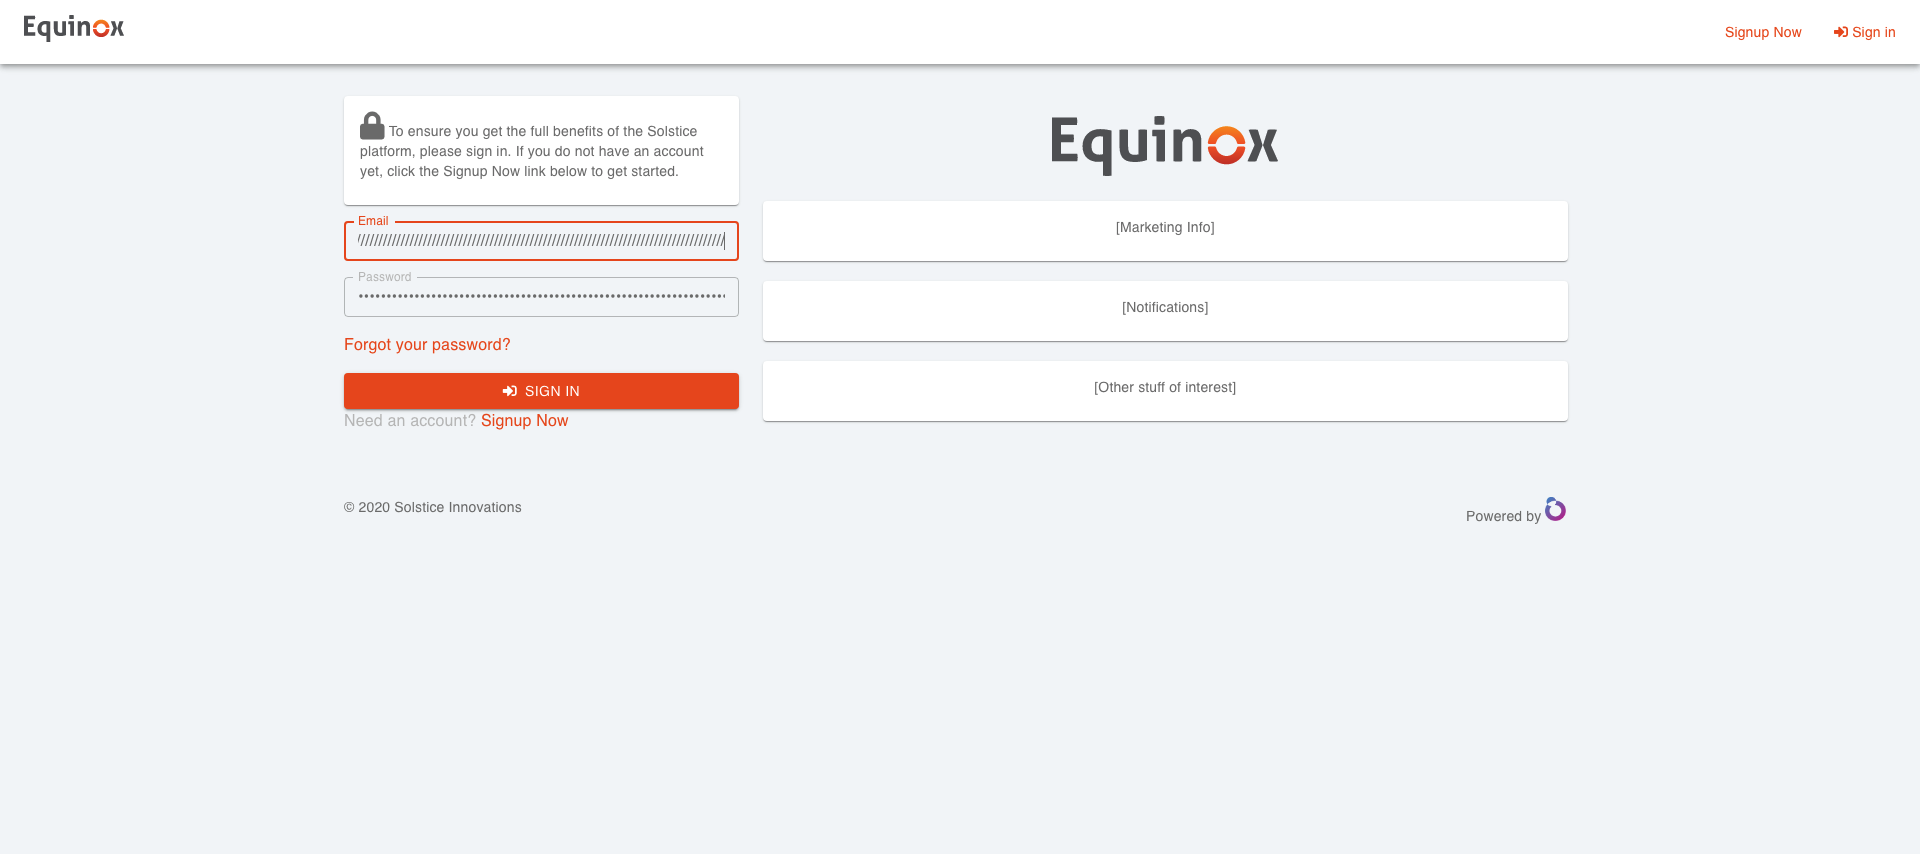 Equinox
Signup Now
Sign in
To ensure you get the full benefits of the Solstice
platform, please sign in. If you do not have an account
yet, click the Signup Now link below to get started.
Email
Password
Forgot your password?
SIGN IN
Need an account? Signup Now
Equinox
[Marketing Info]
[Notifications]
[Other stuff of interest]
© 2020 Solstice Innovations
Powered by